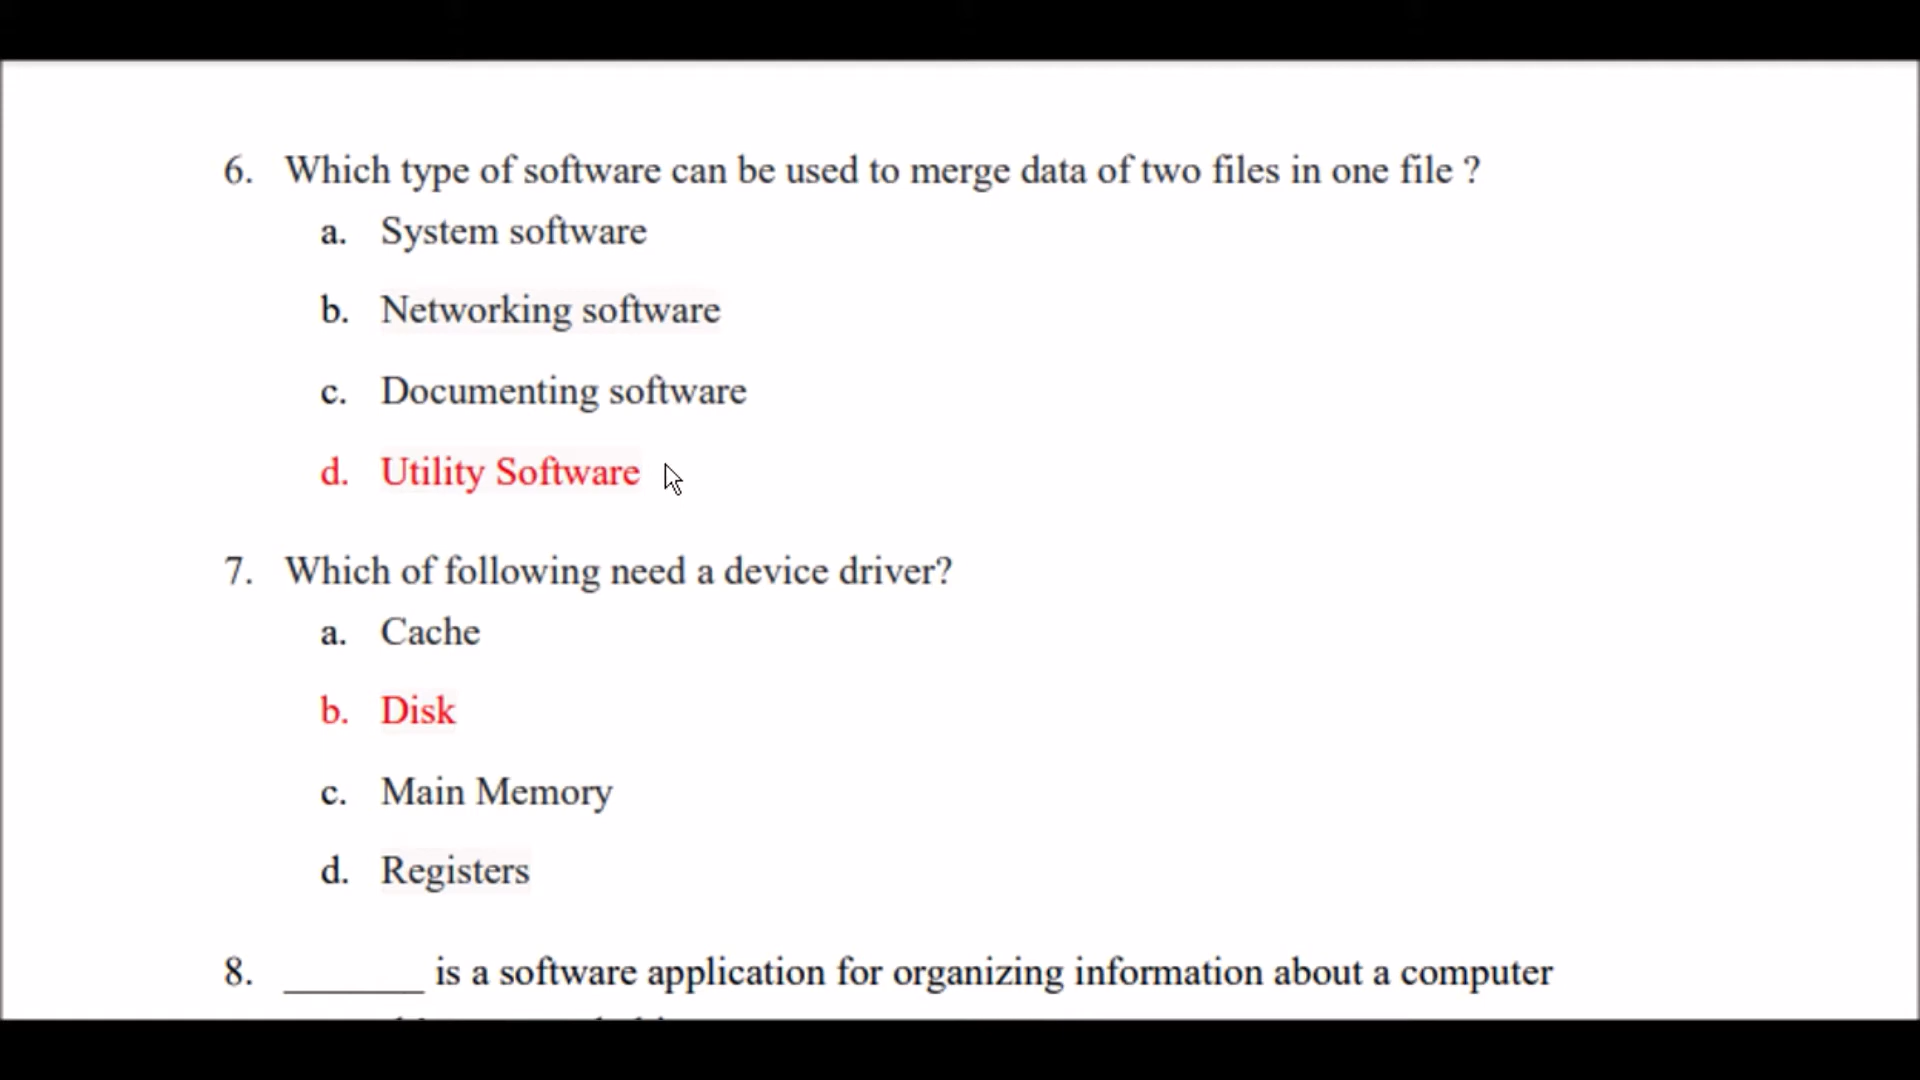 6. Which type of software can be used to merge data of two files in one file ?
a. System software
b. Networking software
c. Documenting software
d. Utility Software
7. Which of following need a device driver?
a. Cache
b. Disk
c. Main Memory
d. Registers
8. _______ is a software application for organizing information about a computer